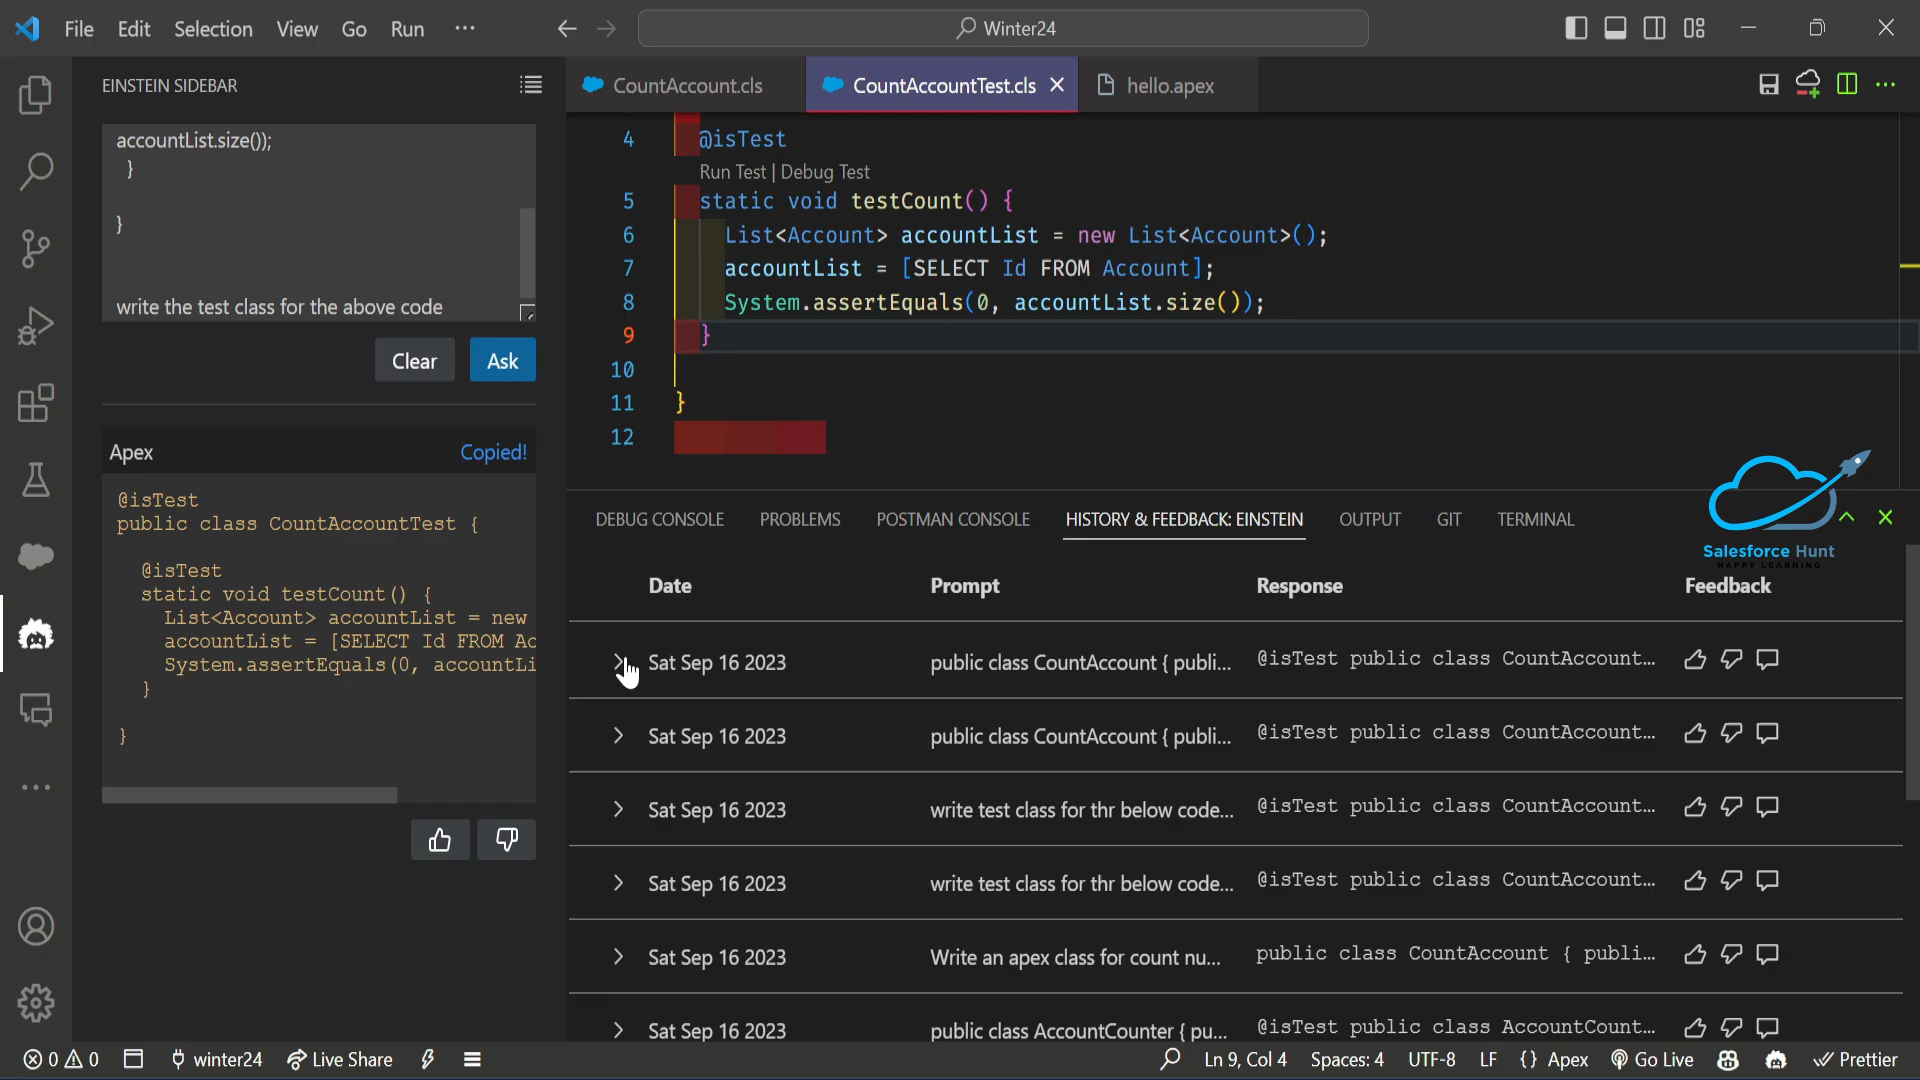 File Edit Selection View Go Run ···
Winter24
EINSTEIN SIDEBAR
accountList.size());
}
}
write the test class for the above code
Clear Ask
Apex Copied!
@isTest
public class CountAccountTest {
@isTest
static void testCount() {
List<Account> accountList = new
accountList = [SELECT Id FROM Ac
System.assertEquals(0, accountLi
}
}
CountAccount.cls CountAccountTest.cls hello.apex
4 @isTest
Run Test | Debug Test
5 static void testCount() {
6 List<Account> accountList = new List<Account>();
7 accountList = [SELECT Id FROM Account];
8 System.assertEquals(0, accountList.size());
9 }
10
11 }
12
Salesforce Hunt
HAPPY LEARNING
DEBUG CONSOLE PROBLEMS POSTMAN CONSOLE HISTORY & FEEDBACK: EINSTEIN OUTPUT GIT TERMINAL
Date Prompt Response Feedback
Sat Sep 16 2023 public class CountAccount { publi... @isTest public class CountAccount...
Sat Sep 16 2023 public class CountAccount { publi... @isTest public class CountAccount...
Sat Sep 16 2023 write test class for thr below code... @isTest public class CountAccount...
Sat Sep 16 2023 write test class for thr below code... @isTest public class CountAccount...
Sat Sep 16 2023 Write an apex class for count nu... public class CountAccount { publi...
Sat Sep 16 2023 public class AccountCounter { pu... @isTest public class AccountCount...
0 0 winter24 Live Share Ln 9, Col 4 Spaces: 4 UTF-8 LF {} Apex Go Live Prettier